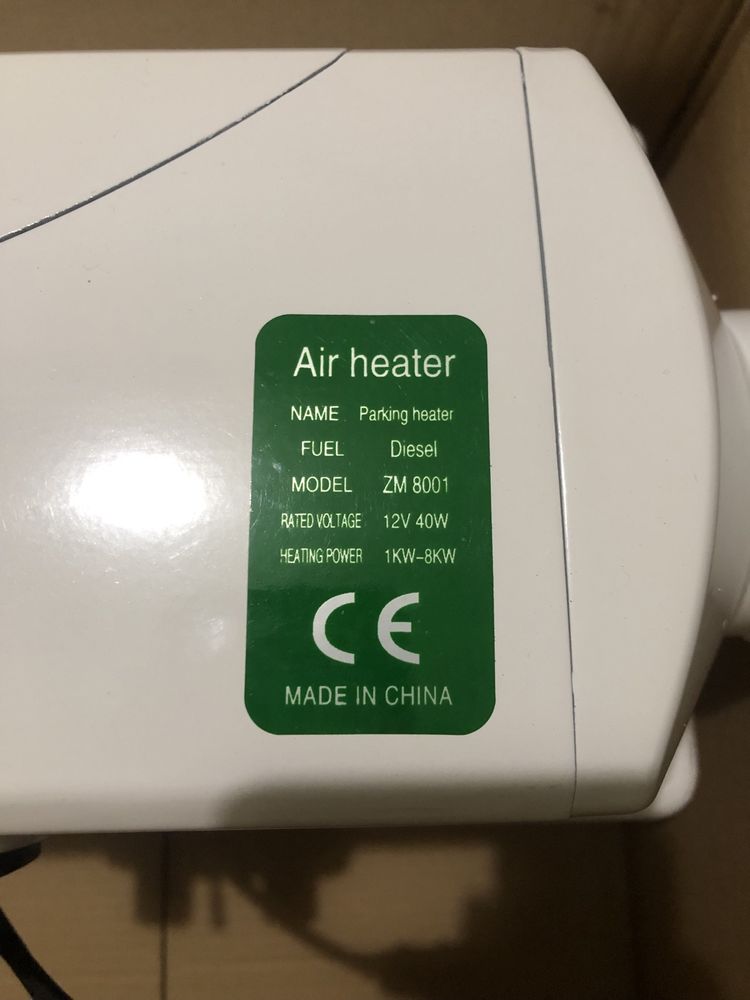 Air heater
NAME Parking heater
FUEL Diesel
MODEL ZM 8001
RATED VOLTAGE 12V 40W
HEATING POWER 1KW-8KW
CE
MADE IN CHINA